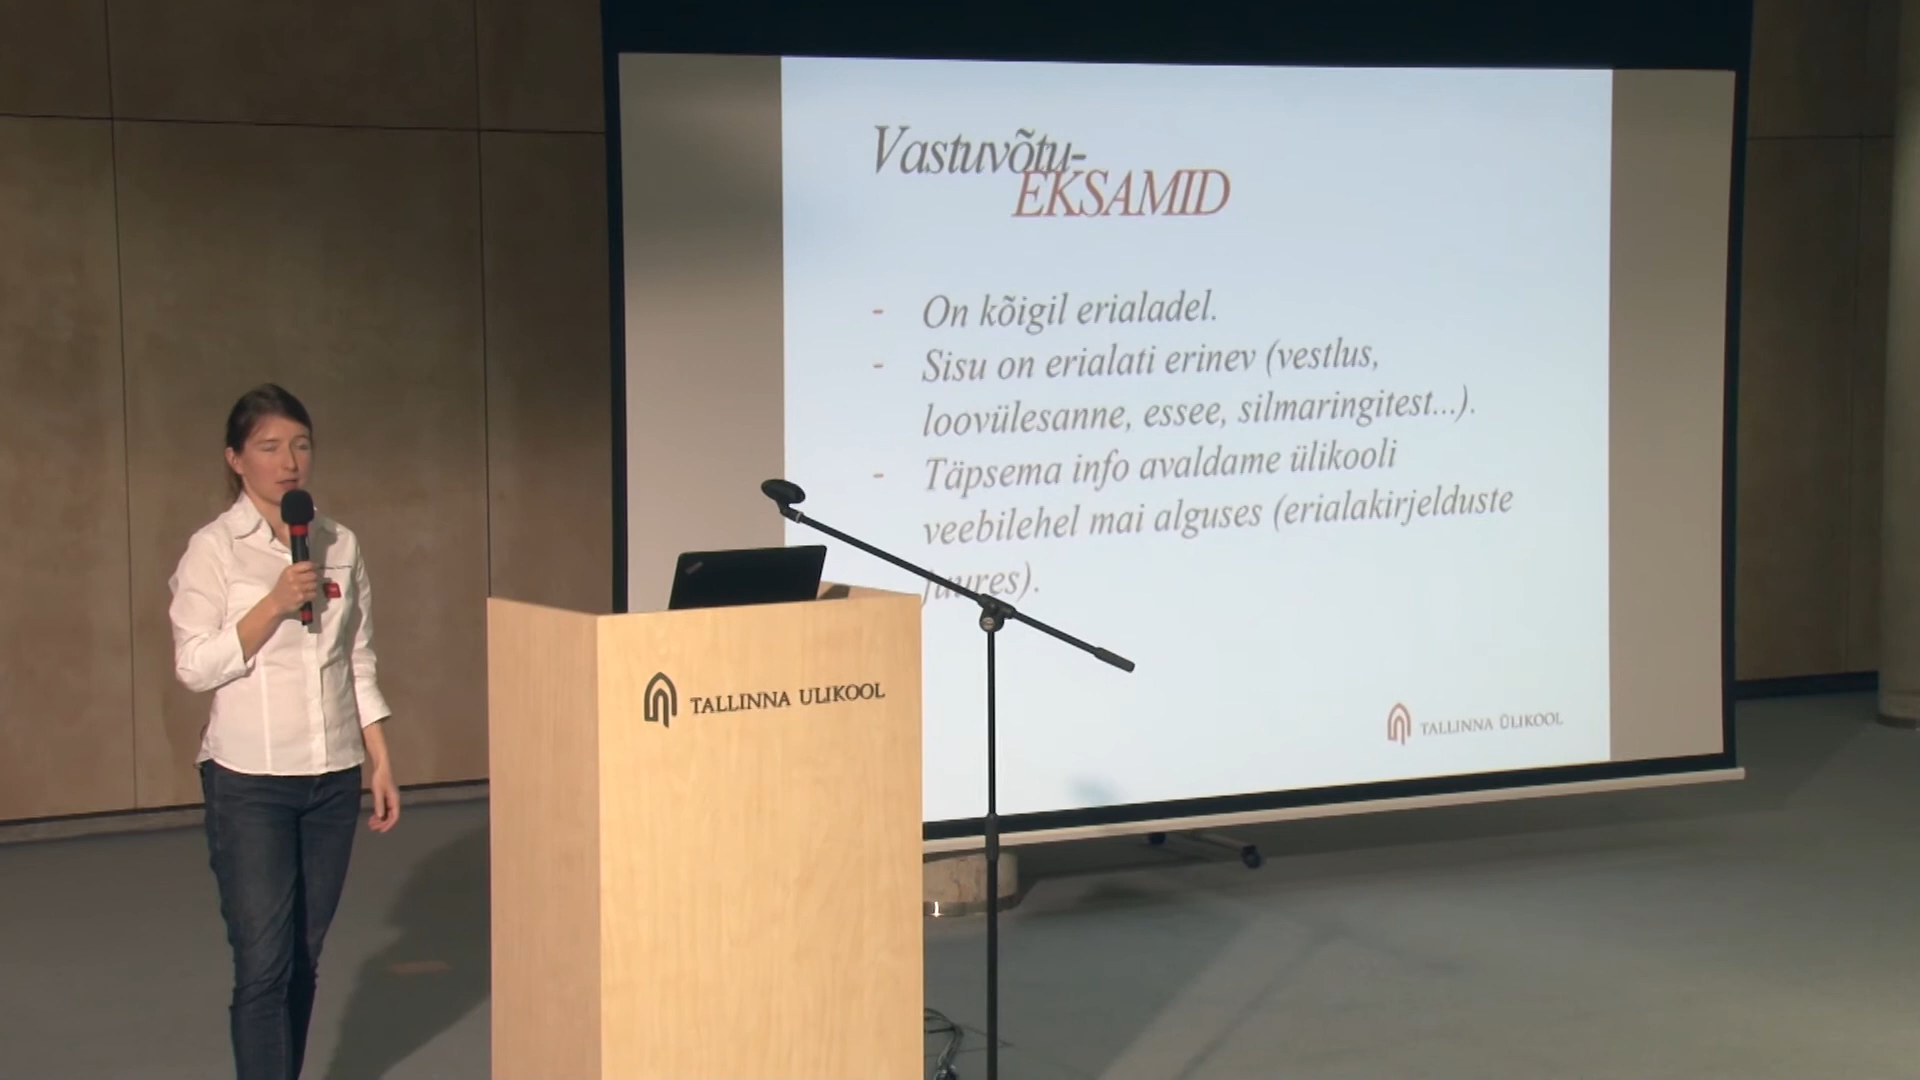 Vastuvõtu-
EKSAMID
- On kõigil erialadel.
- Sisu on erialati erinev (vestlus,
loovülesanne, essee, silmaringitest...).
- Täpsema info avaldame ülikooli
veebilehel mai alguses (erialakirjelduste
juures).
TALLINNA ÜLIKOOL
TALLINNA ULIKOOL